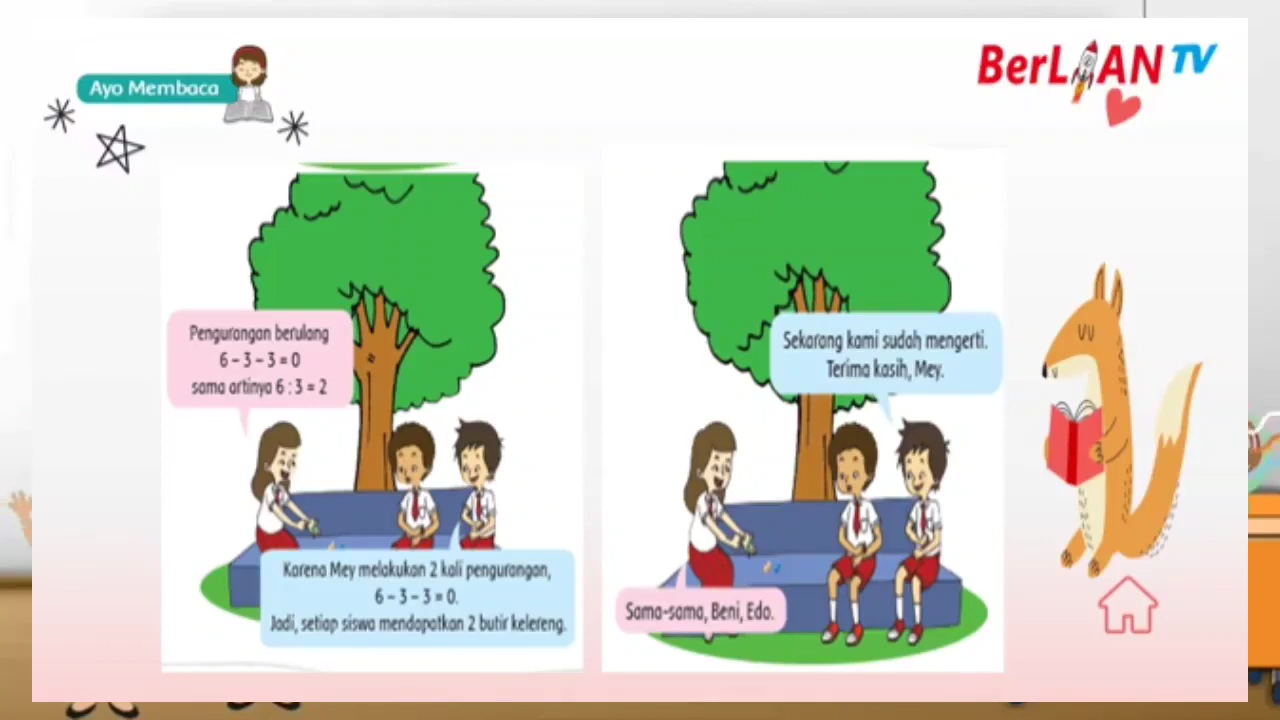 Ayo Membaca
BerLIAN TV
Pengurangan berulang
6 – 3 – 3 = 0
sama artinya 6 : 3 = 2
Karena Mey melakukan 2 kali pengurangan,
6 – 3 – 3 = 0.
Jadi, setiap siswa mendapatkan 2 butir kelereng.
Sekarang kami sudah mengerti.
Terima kasih, Mey.
Sama-sama, Beni, Edo.